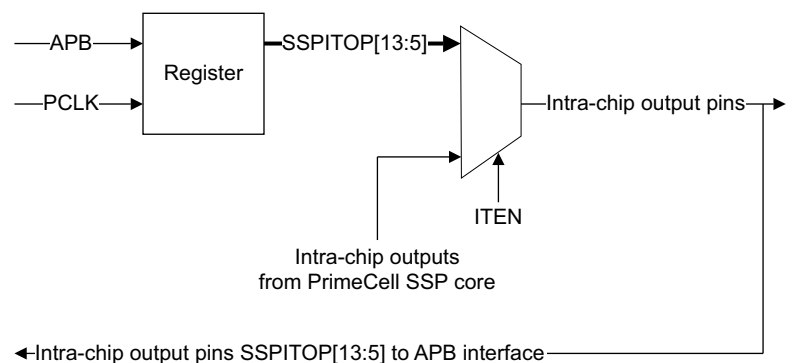 APB
SSPITOP[13:5]
Register
PCLK
Intra-chip output pins
ITEN
Intra-chip outputs
from PrimeCell SSP core
Intra-chip output pins SSPITOP[13:5] to APB interface